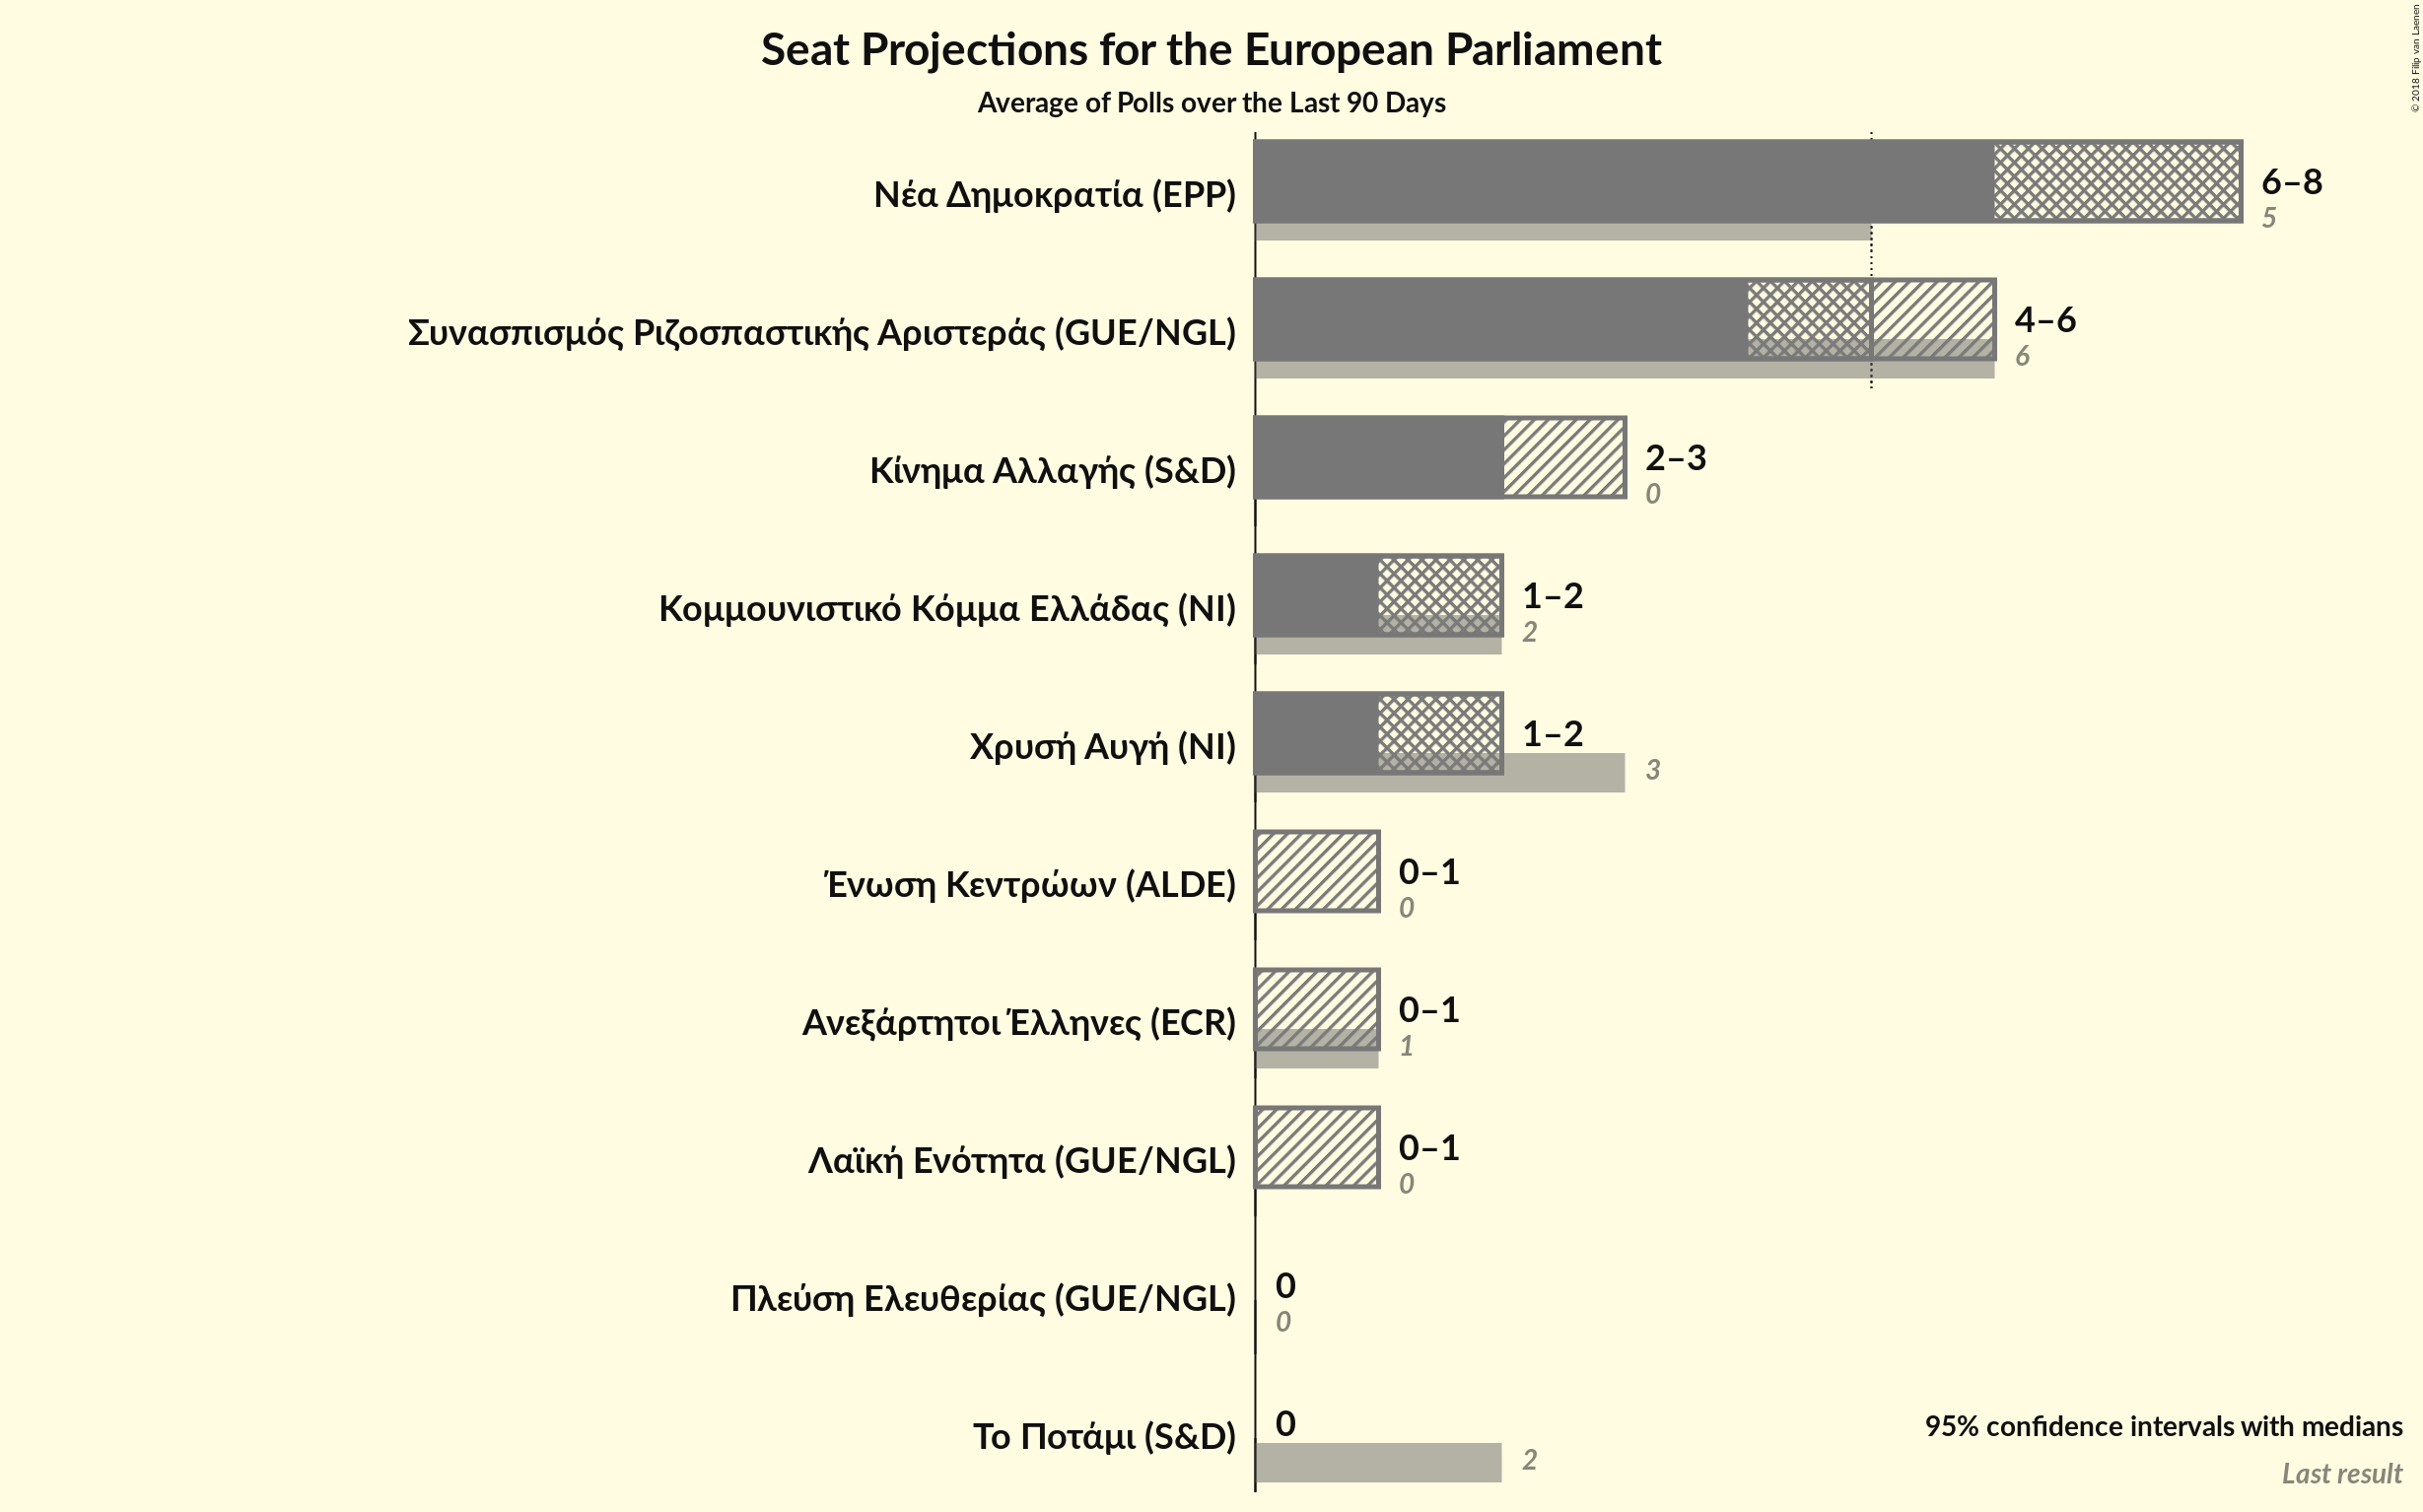 Seat Projections for the European Parliament
Average of Polls over the Last 90 Days
© 2018 Filip van Laenen
Νέα Δημοκρατία (EPP)
6–8
5
Συνασπισμός Ριζοσπαστικής Αριστεράς (GUE/NGL)
4–6
6
Κίνημα Αλλαγής (S&D)
2–3
0
Κομμουνιστικό Κόμμα Ελλάδας (NI)
1–2
2
Χρυσή Αυγή (NI)
1–2
3
Ένωση Κεντρώων (ALDE)
0–1
0
Ανεξάρτητοι Έλληνες (ECR)
0–1
1
Λαϊκή Ενότητα (GUE/NGL)
0–1
0
Πλεύση Ελευθερίας (GUE/NGL)
0
0
Το Ποτάμι (S&D)
0
2
95% confidence intervals with medians
Last result